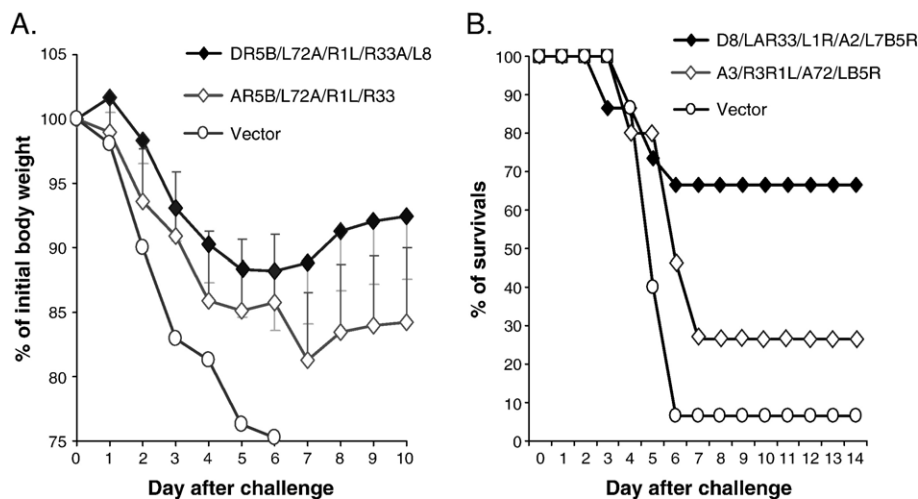 A.
DR5B/L72A/R1L/R33A/L8
AR5B/L72A/R1L/R33
Vector
% of initial body weight
105
100
95
90
85
80
75
0 1 2 3 4 5 6 7 8 9 10
Day after challenge
B.
D8/LAR33/L1R/A2/L7B5R
A3/R3R1L/A72/LB5R
Vector
% of survivals
100
90
80
70
60
50
40
30
20
10
0
0 1 2 3 4 5 6 7 8 9 10 11 12 13 14
Day after challenge